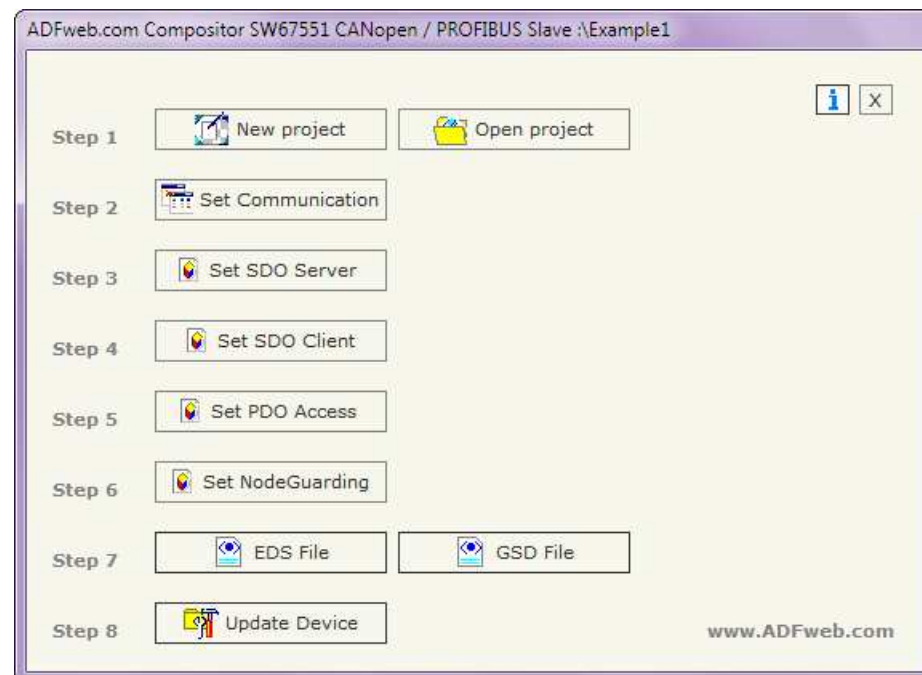 ADFweb.com Compositor SW67551 CANopen / PROFIBUS Slave :\Example1
i X
Step 1 New project Open project
Step 2 Set Communication
Step 3 Set SDO Server
Step 4 Set SDO Client
Step 5 Set PDO Access
Step 6 Set NodeGuarding
Step 7 EDS File GSD File
Step 8 Update Device
www.ADFweb.com